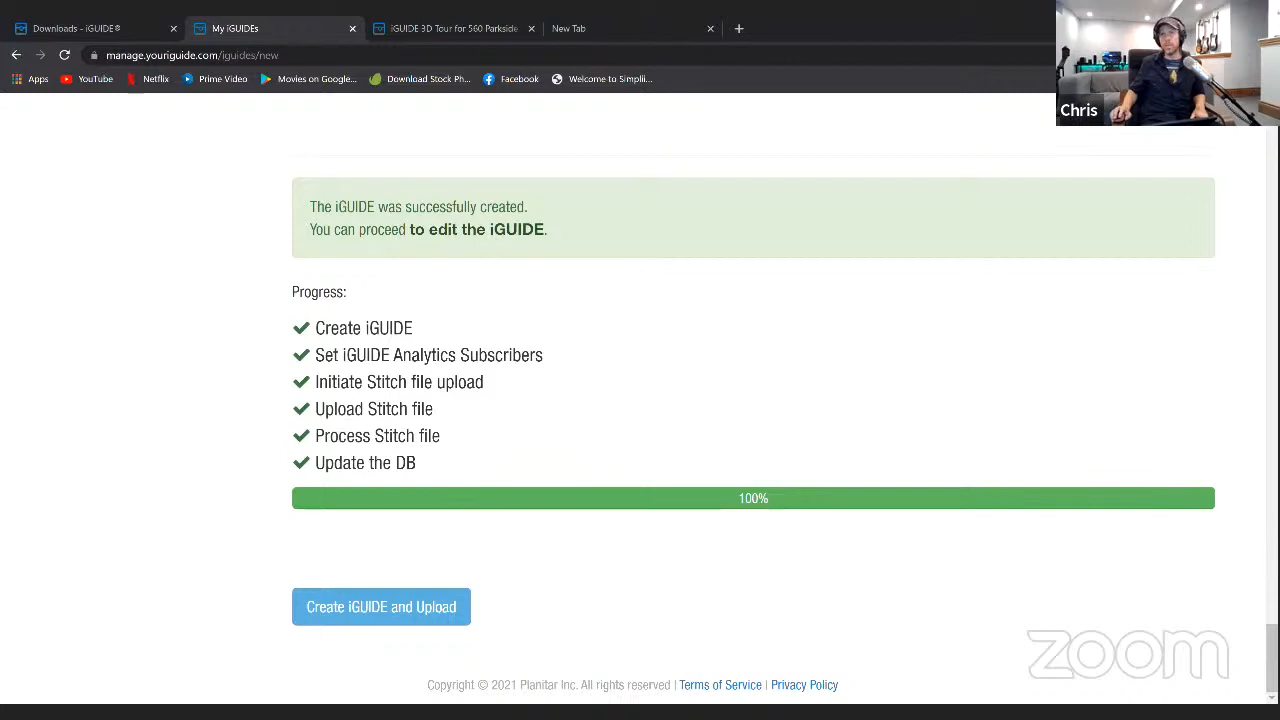 Downloads - iGUIDE®
My iGUIDEs
iGUIDE 3D Tour for 560 Parkside
New Tab
manage.youriguide.com/iguides/new
Apps
YouTube
Netflix
Prime Video
Movies on Google...
Download Stock Ph...
Facebook
Welcome to Simplii...
Chris
The iGUIDE was successfully created.
You can proceed to edit the iGUIDE.
Progress:
Create iGUIDE
Set iGUIDE Analytics Subscribers
Initiate Stitch file upload
Upload Stitch file
Process Stitch file
Update the DB
100%
Create iGUIDE and Upload
zoom
Copyright © 2021 Planitar Inc. All rights reserved | Terms of Service | Privacy Policy